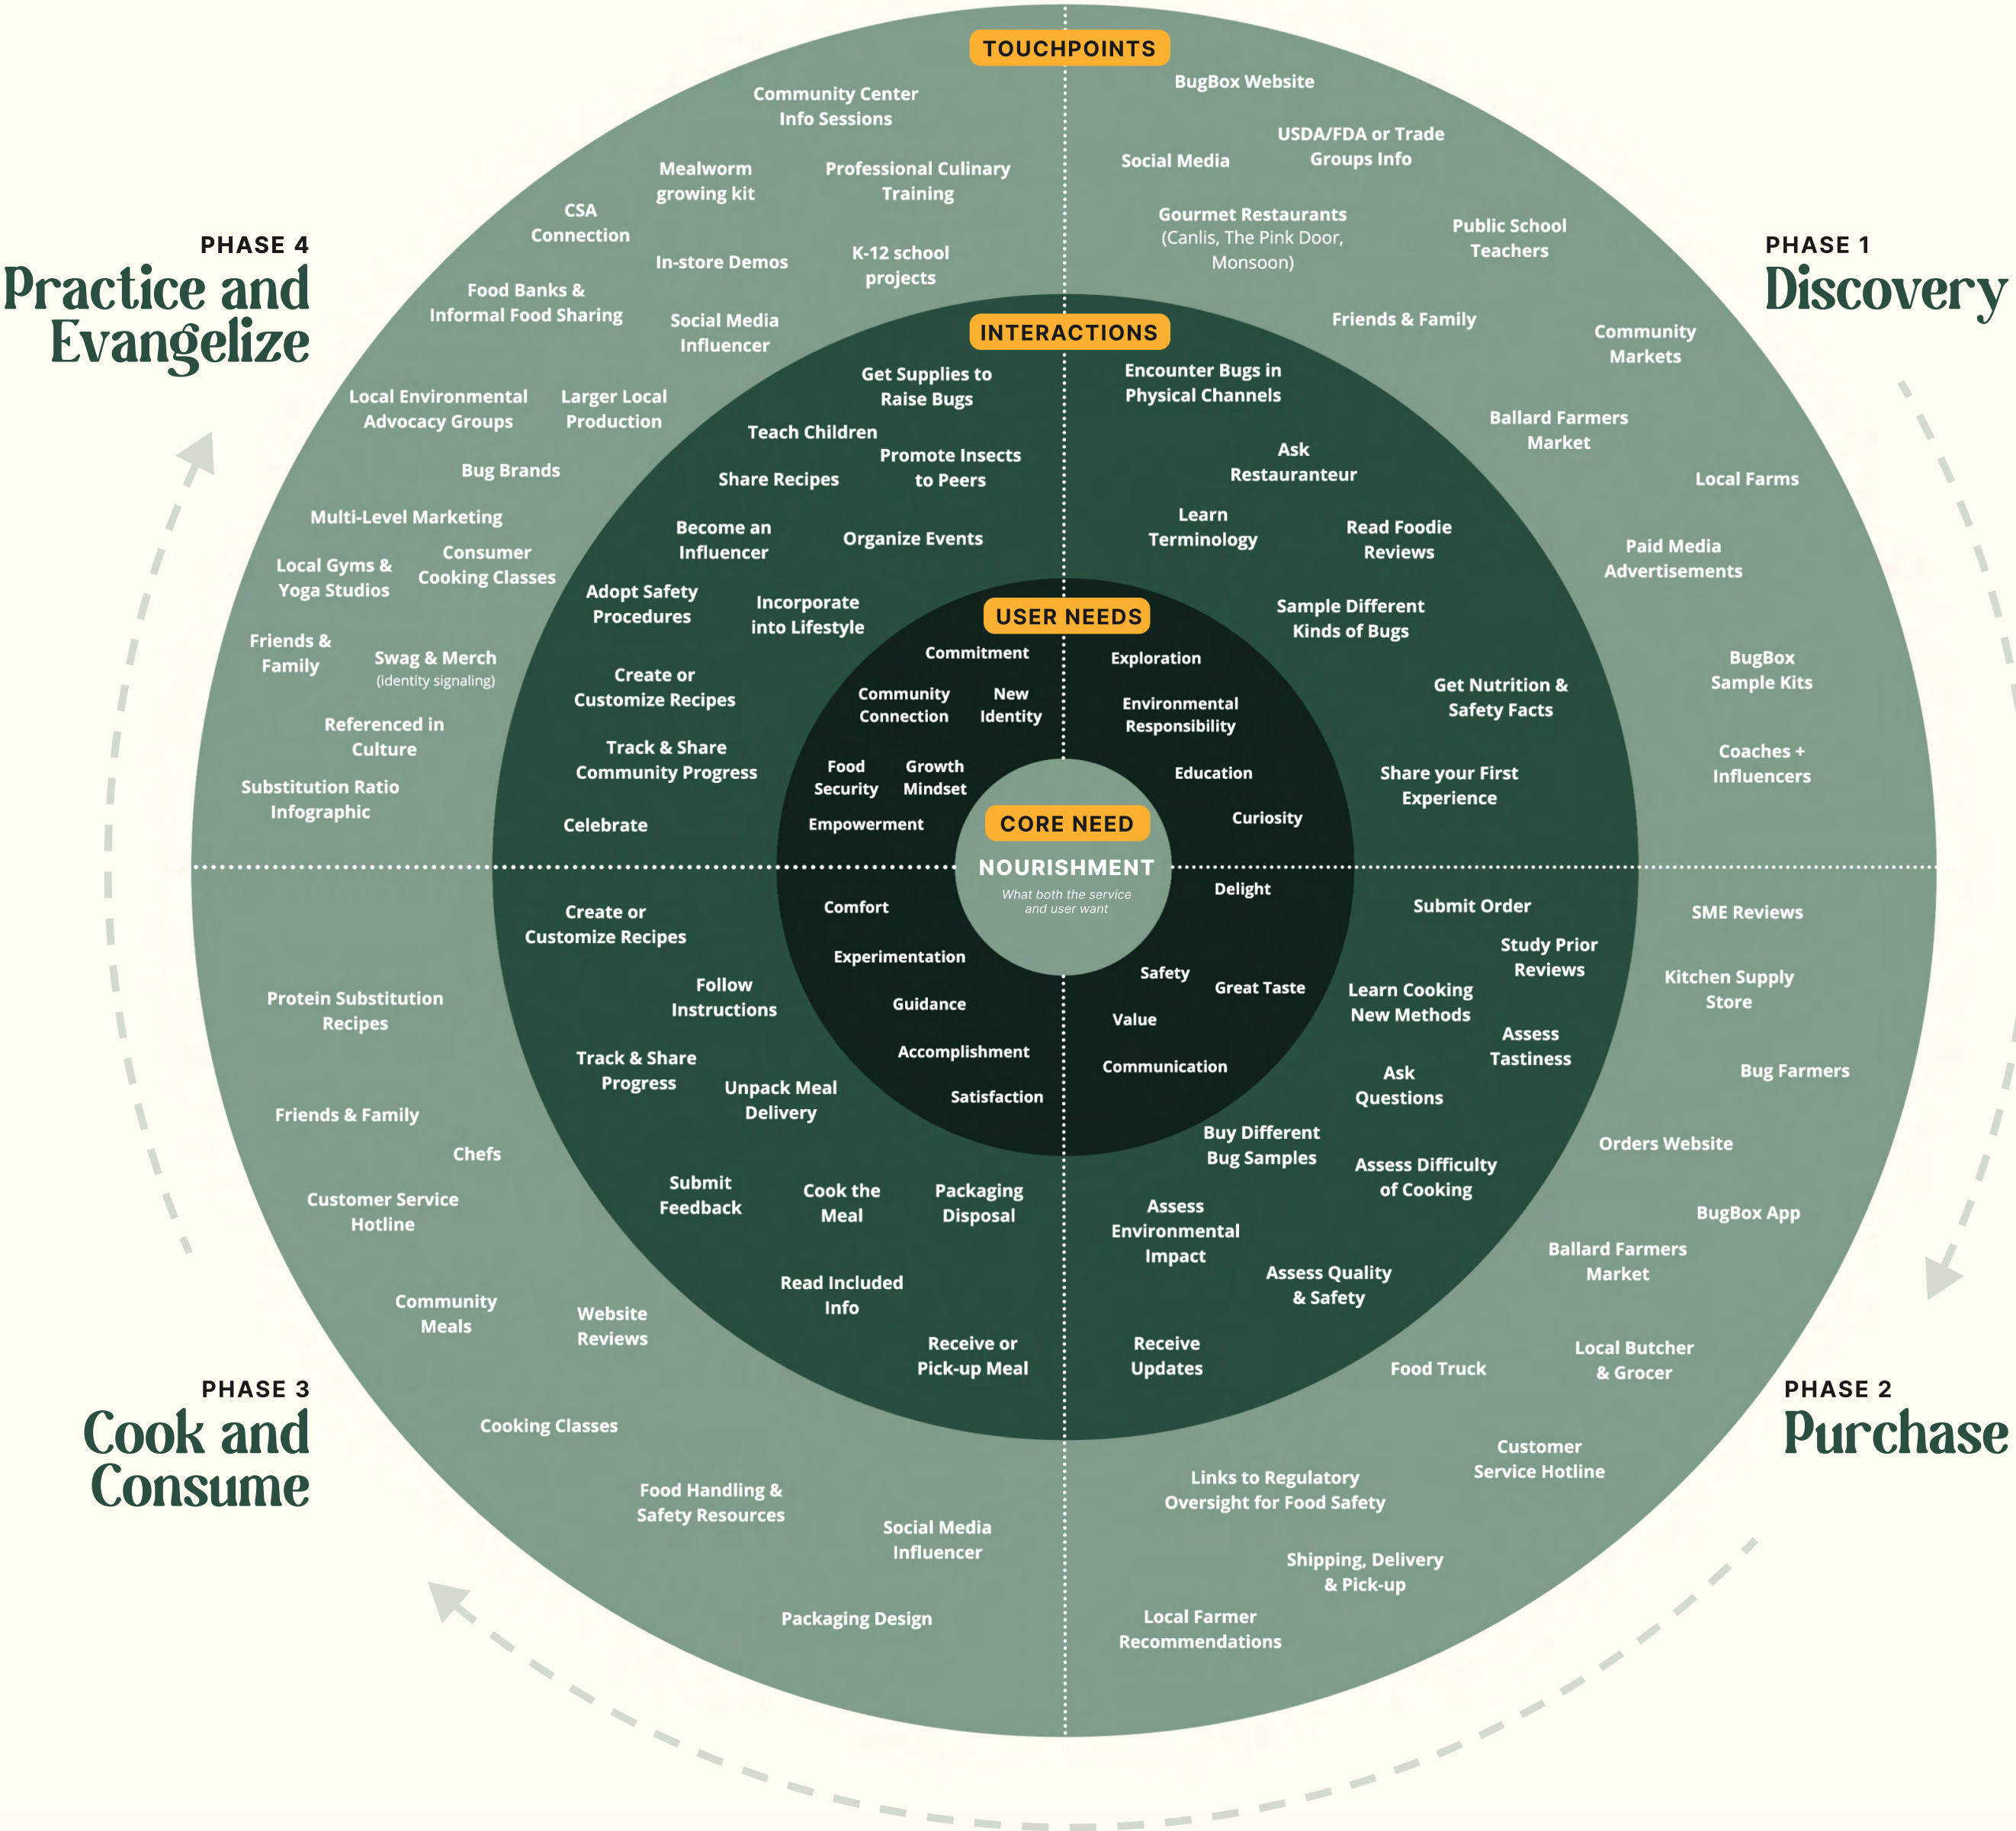 TOUCHPOINTS
PHASE 1
Discovery
BugBox Website
USDA/FDA or Trade
Groups Info
Social Media
Gourmet Restaurants
(Canlis, The Pink Door,
Monsoon)
Public School
Teachers
Friends & Family
Community
Markets
Ballard Farmers
Market
Local Farms
Paid Media
Advertisements
BugBox
Sample Kits
Coaches +
Influencers
INTERACTIONS
Encounter Bugs in
Physical Channels
Ask
Restauranteur
Learn
Terminology
Read Foodie
Reviews
Sample Different
Kinds of Bugs
Get Nutrition &
Safety Facts
Share your First
Experience
USER NEEDS
Exploration
Environmental
Responsibility
Education
Curiosity
CORE NEED
NOURISHMENT
What both the service
and user want
PHASE 2
Purchase
Delight
Safety
Great Taste
Value
Communication
Submit Order
Study Prior
Reviews
Learn Cooking
New Methods
Assess
Tastiness
Ask
Questions
Buy Different
Bug Samples
Assess Difficulty
of Cooking
Assess
Environmental
Impact
Assess Quality
& Safety
Receive
Updates
SME Reviews
Kitchen Supply
Store
Bug Farmers
Orders Website
BugBox App
Ballard Farmers
Market
Local Butcher
& Grocer
Food Truck
Customer
Service Hotline
Links to Regulatory
Oversight for Food Safety
Shipping, Delivery
& Pick-up
Local Farmer
Recommendations
PHASE 3
Cook and
Consume
Comfort
Experimentation
Guidance
Accomplishment
Satisfaction
Create or
Customize Recipes
Follow
Instructions
Track & Share
Progress
Unpack Meal
Delivery
Submit
Feedback
Cook the
Meal
Packaging
Disposal
Read Included
Info
Receive or
Pick-up Meal
Protein Substitution
Recipes
Friends & Family
Chefs
Customer Service
Hotline
Community
Meals
Website
Reviews
Cooking Classes
Food Handling &
Safety Resources
Social Media
Influencer
Packaging Design
PHASE 4
Practice and
Evangelize
Community Center
Info Sessions
Mealworm
growing kit
Professional Culinary
Training
CSA
Connection
In-store Demos
K-12 school
projects
Food Banks &
Informal Food Sharing
Social Media
Influencer
Local Environmental
Advocacy Groups
Larger Local
Production
Bug Brands
Multi-Level Marketing
Local Gyms &
Yoga Studios
Consumer
Cooking Classes
Friends &
Family
Swag & Merch
(identity signaling)
Referenced in
Culture
Substitution Ratio
Infographic
Get Supplies to
Raise Bugs
Teach Children
Promote Insects
to Peers
Share Recipes
Become an
Influencer
Organize Events
Adopt Safety
Procedures
Incorporate
into Lifestyle
Create or
Customize Recipes
Track & Share
Community Progress
Celebrate
Commitment
Community
Connection
New
Identity
Food
Security
Growth
Mindset
Empowerment